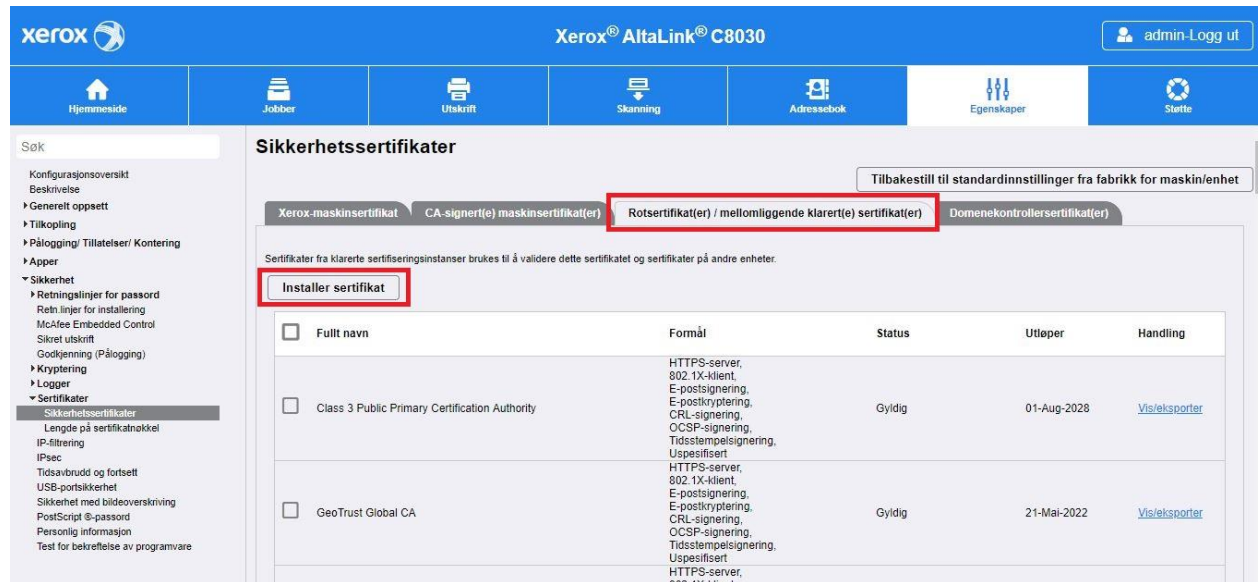 xerox
Xerox® AltaLink® C8030
admin-Logg ut
Hjemmeside
Jobber
Utskrift
Skanning
Adressebok
Egenskaper
Støtte
Søk
Konfigurasjonsoversikt
Beskrivelse
Generelt oppsett
Tilkopling
Pålogging/ Tillatelser/ Kontering
Apper
Sikkerhet
Retningslinjer for passord
Retn.linjer for installering
McAfee Embedded Control
Sikret utskrift
Godkjenning (Pålogging)
Kryptering
Logger
Sertifikater
Sikkerhetssertifikater
Lengde på sertifikatnøkkel
IP-filtrering
IPsec
Tidsavbrudd og fortsett
USB-portsikkerhet
Sikkerhet med bildeoverskriving
PostScript ®-passord
Personlig informasjon
Test for bekreftelse av programvare
Sikkerhetssertifikater
Tilbakestill til standardinnstillinger fra fabrikk for maskin/enhet
Xerox-maskinsertifikat
CA-signert(e) maskinsertifikat(er)
Rotsertifikat(er) / mellomliggende klarert(e) sertifikat(er)
Domenekontrollersertifikat(er)
Sertifikater fra klarerte sertifiseringsinstanser brukes til å validere dette sertifikatet og sertifikater på andre enheter.
Installer sertifikat
Fullt navn
Formål
Status
Utløper
Handling
Class 3 Public Primary Certification Authority
HTTPS-server,
802.1X-klient,
E-postsignering,
E-postkryptering,
CRL-signering,
OCSP-signering,
Tidsstempelsignering,
Uspesifisert
Gyldig
01-Aug-2028
Vis/eksporter
GeoTrust Global CA
HTTPS-server,
802.1X-klient,
E-postsignering,
E-postkryptering,
CRL-signering,
OCSP-signering,
Tidsstempelsignering,
Uspesifisert
Gyldig
21-Mai-2022
Vis/eksporter
HTTPS-server,